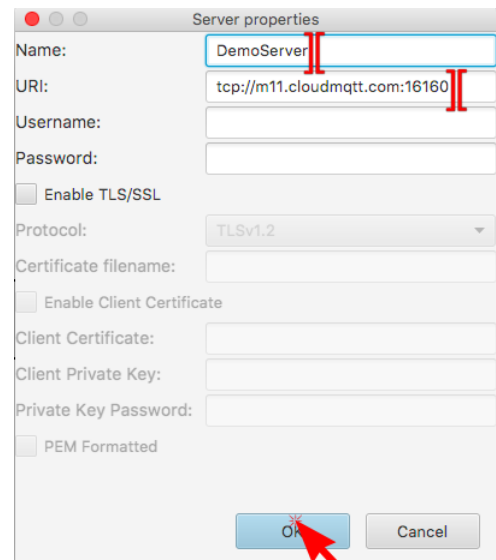 Server properties
Name: DemoServer
URI: tcp://m11.cloudmqtt.com:16160
Username:
Password:
Enable TLS/SSL
Protocol: TLSv1.2
Certificate filename:
Enable Client Certificate
Client Certificate:
Client Private Key:
Private Key Password:
PEM Formatted
OK Cancel